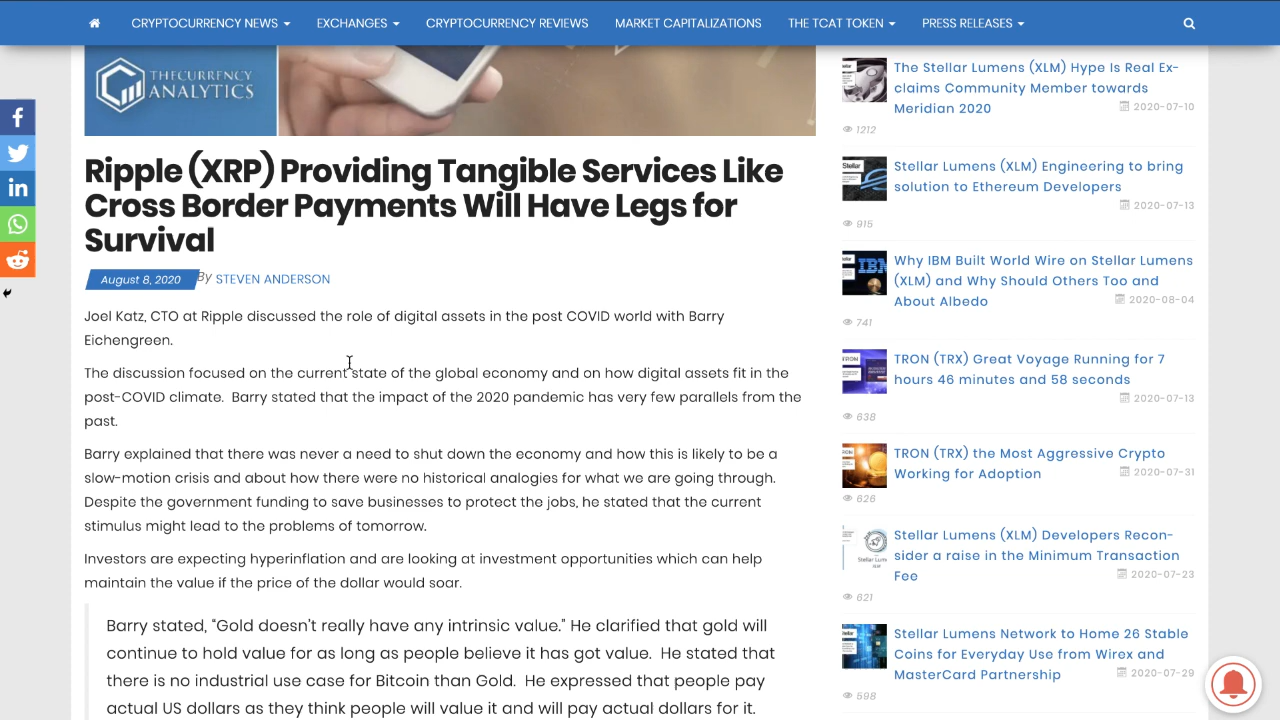 CRYPTOCURRENCY NEWS
EXCHANGES
CRYPTOCURRENCY REVIEWS
MARKET CAPITALIZATIONS
THE TCAT TOKEN
PRESS RELEASES
THECURRENCY
ANALYTICS
Ripple (XRP) Providing Tangible Services Like
Cross Border Payments Will Have Legs for
Survival
August 12, 2020 By STEVEN ANDERSON
Joel Katz, CTO at Ripple discussed the role of digital assets in the post COVID world with Barry
Eichengreen.
The discussion focused on the current state of the global economy and on how digital assets fit in the
post-COVID climate. Barry stated that the impact of the 2020 pandemic has very few parallels from the
past.
Barry explained that there was never a need to shut down the economy and how this is likely to be a
slow-motion crisis and about how there were no historical analogies for what we are going through.
Despite the government funding to save businesses to protect the jobs, he stated that the current
stimulus might lead to the problems of tomorrow.
Investors do expect hyperinflation and are looking at investment opportunities which can help
maintain the value if the price of the dollar would soar.
Barry stated, “Gold doesn’t really have any intrinsic value.” He clarified that gold will
continue to hold value for as long as people believe it has a value. He stated that
there is no industrial use case for Bitcoin than Gold. He expressed that people pay
actual US dollars as they think people will value it and will pay actual dollars for it.
The Stellar Lumens (XLM) Hype is Real Ex-
claims Community Member towards
Meridian 2020
2020-07-10
1212
Stellar
Stellar Lumens (XLM) Engineering to bring
solution to Ethereum Developers
2020-07-13
915
IBM
Why IBM Built World Wire on Stellar Lumens
(XLM) and Why Should Others Too and
About Albedo
2020-08-04
741
TRON (TRX) Great Voyage Running for 7
hours 46 minutes and 58 seconds
2020-07-13
638
TRON (TRX) the Most Aggressive Crypto
Working for Adoption
2020-07-31
626
Stellar Lumens (XLM) Developers Recon-
sider a raise in the Minimum Transaction
Fee
2020-07-23
621
Stellar Lumens Network to Home 26 Stable
Coins for Everyday Use from Wirex and
MasterCard Partnership
2020-07-29
598